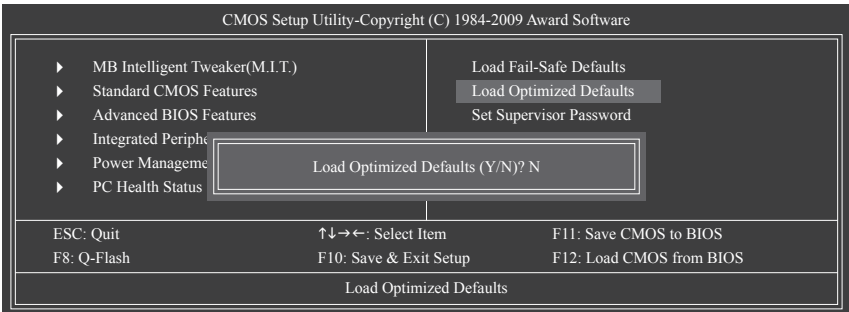 CMOS Setup Utility-Copyright (C) 1984-2009 Award Software
MB Intelligent Tweaker(M.I.T.)
Standard CMOS Features
Advanced BIOS Features
Integrated
Power
PC Health Status
Load Fail-Safe Defaults
Load Optimized Defaults
Set Supervisor Password
Load Optimized Defaults (Y/N)? N
ESC: Quit
↑↓→←: Select Item
F11: Save CMOS to BIOS
F8: Q-Flash
F10: Save & Exit Setup
F12: Load CMOS from BIOS
Load Optimized Defaults